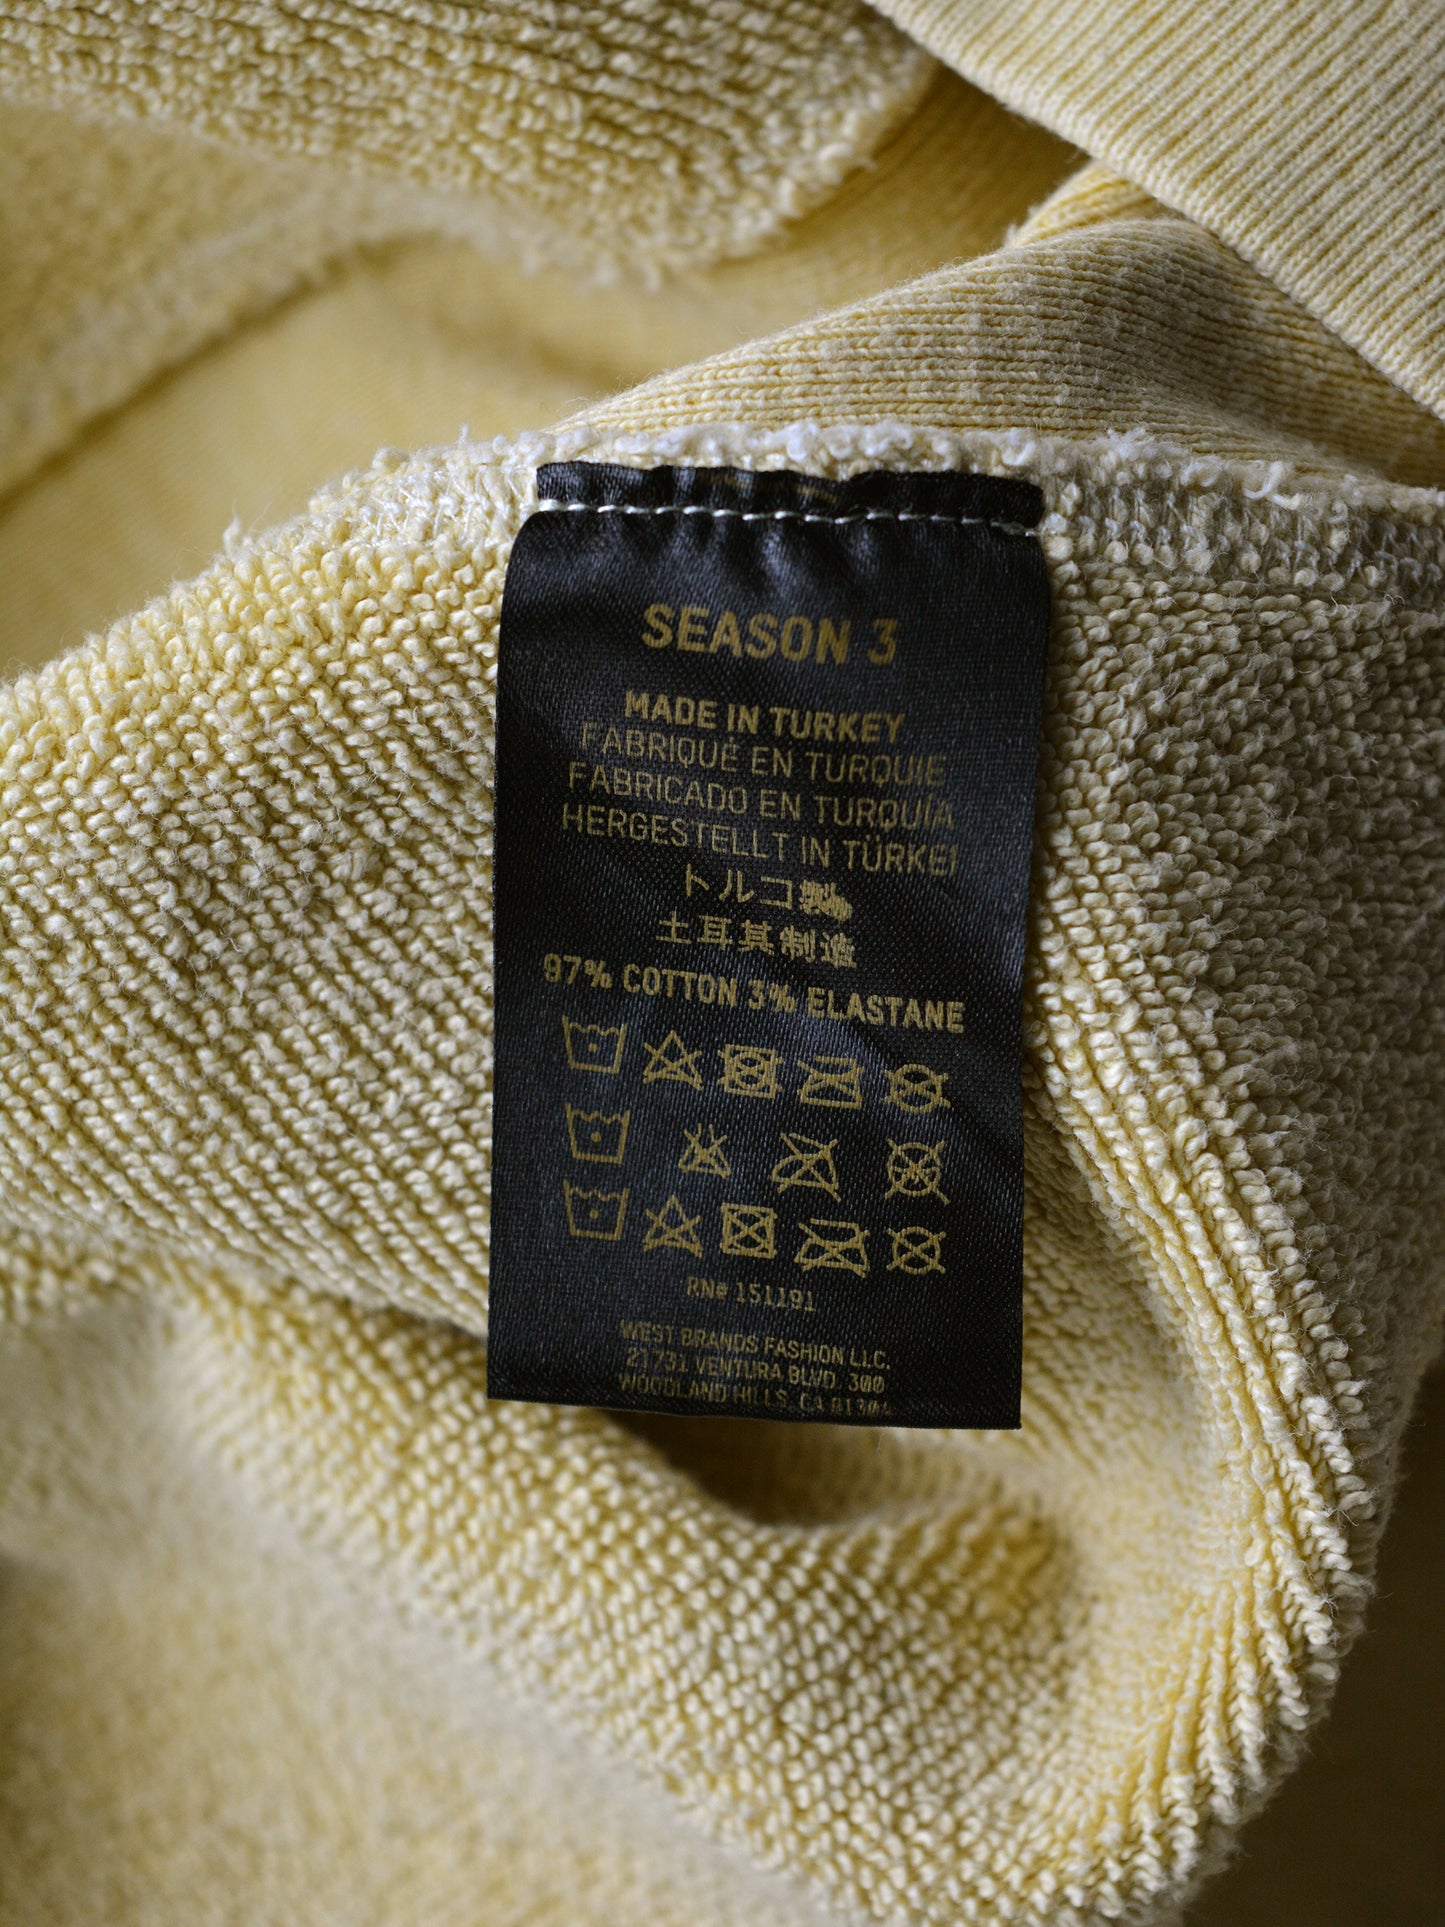 SEASON 3
MADE IN TURKEY
FABRIQUÉ EN TURQUIE
FABRICADO EN TURQUÍA
HERGESTELLT IN TÜRKEI
トルコ製
土耳其制造
97% COTTON 3% ELASTANE
RN# 151191
WEST BRANDS FASHION LLC.
21731 VENTURA BLVD. 300
WOODLAND HILLS, CA 91364